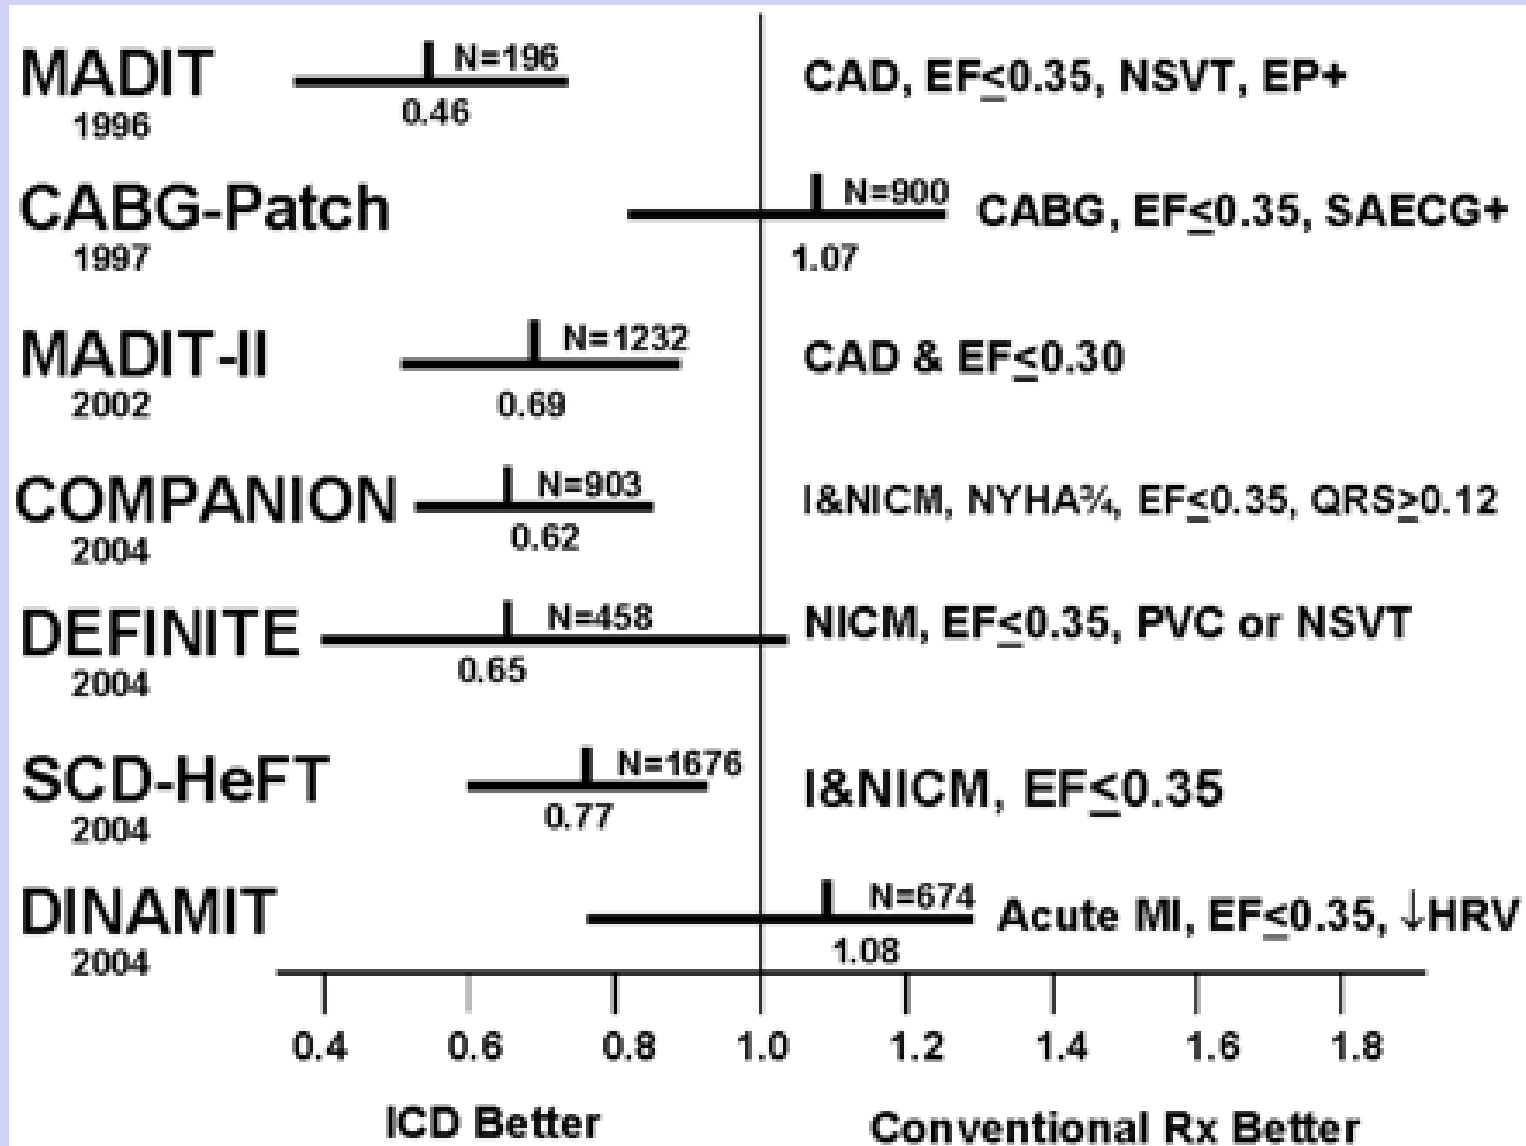 MADIT N=196 CAD, EF≤0.35, NSVT, EP+
1996 0.46
CABG-Patch N=900 CABG, EF≤0.35, SAECG+
1997 1.07
MADIT-II N=1232 CAD & EF≤0.30
2002 0.69
COMPANION N=903 I&NICM, NYHA¾, EF≤0.35, QRS≥0.12
2004 0.62
DEFINITE N=458 NICM, EF≤0.35, PVC or NSVT
2004 0.65
SCD-HeFT N=1676 I&NICM, EF≤0.35
2004 0.77
DINAMIT N=674 Acute MI, EF≤0.35, ↓HRV
2004 1.08
0.4 0.6 0.8 1.0 1.2 1.4 1.6 1.8
ICD Better Conventional Rx Better